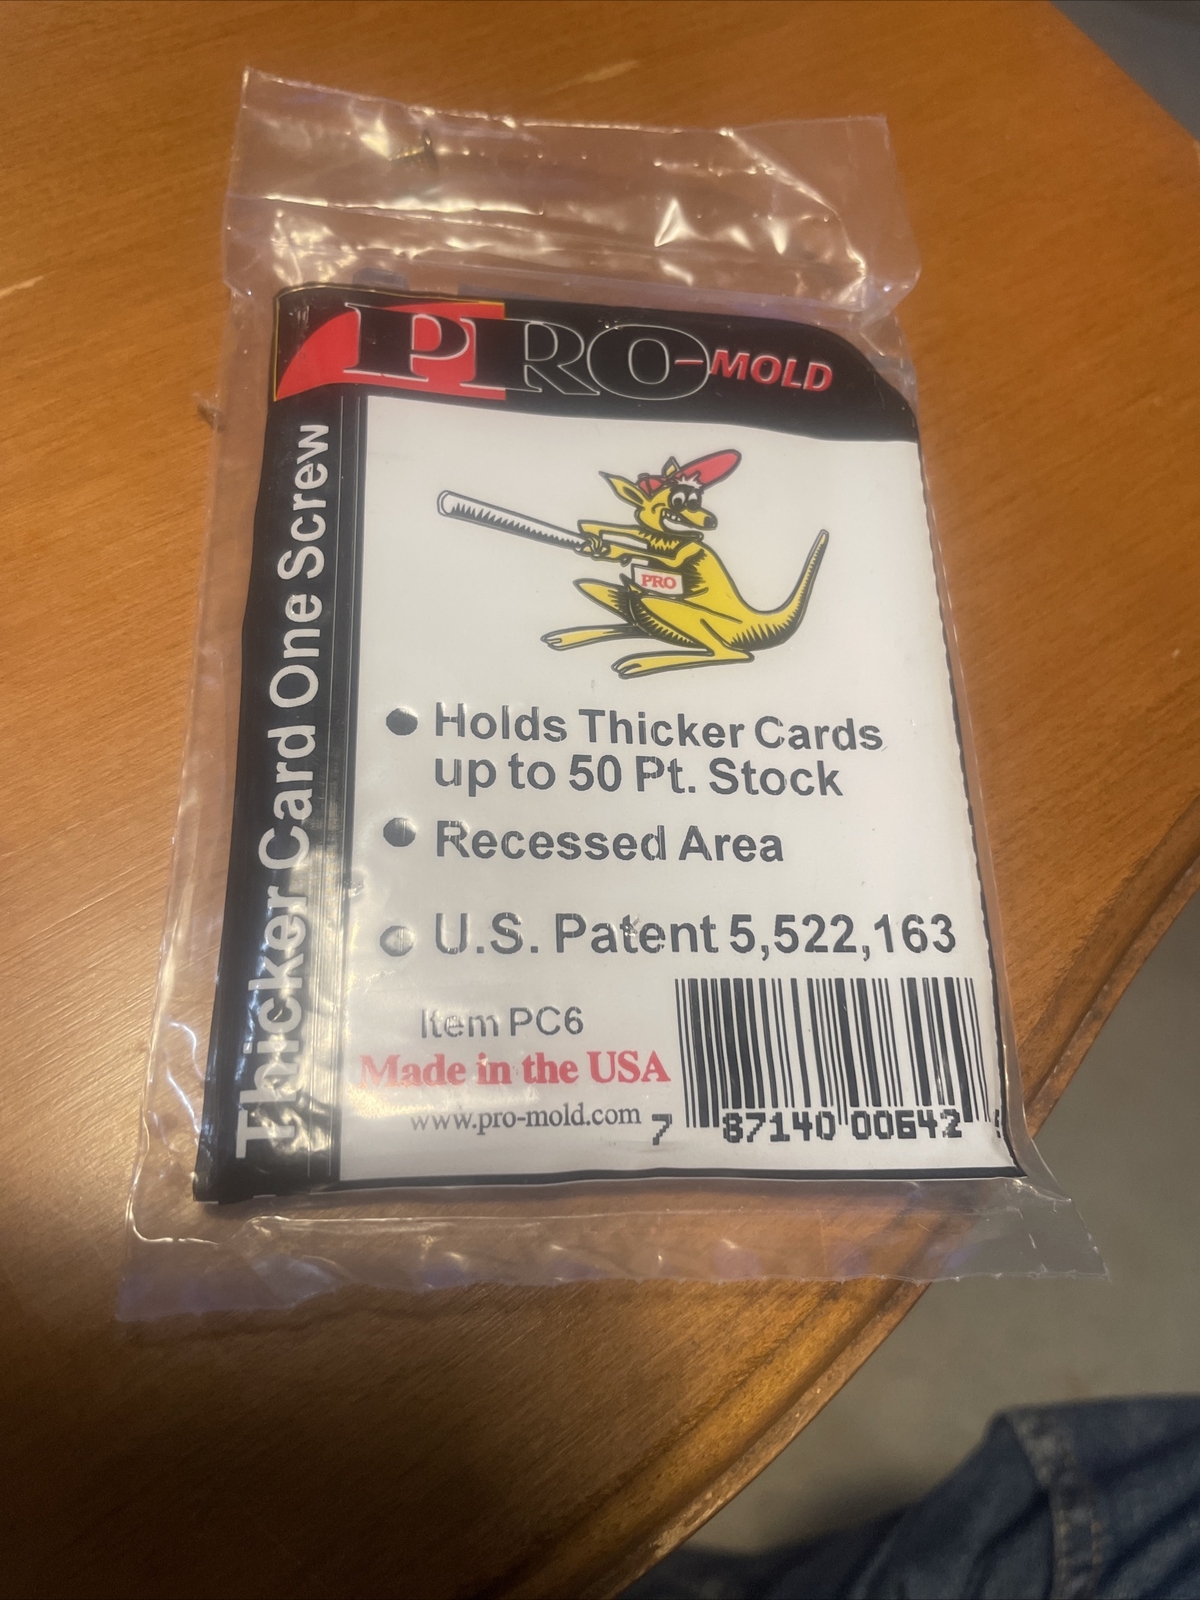 PRO-MOLD
Thicker Card One Screw
PRO
• Holds Thicker Cards
up to 50 Pt. Stock
• Recessed Area
• U.S. Patent 5,522,163
Item PC6
Made in the USA
www.pro-mold.com
7 87140 00642